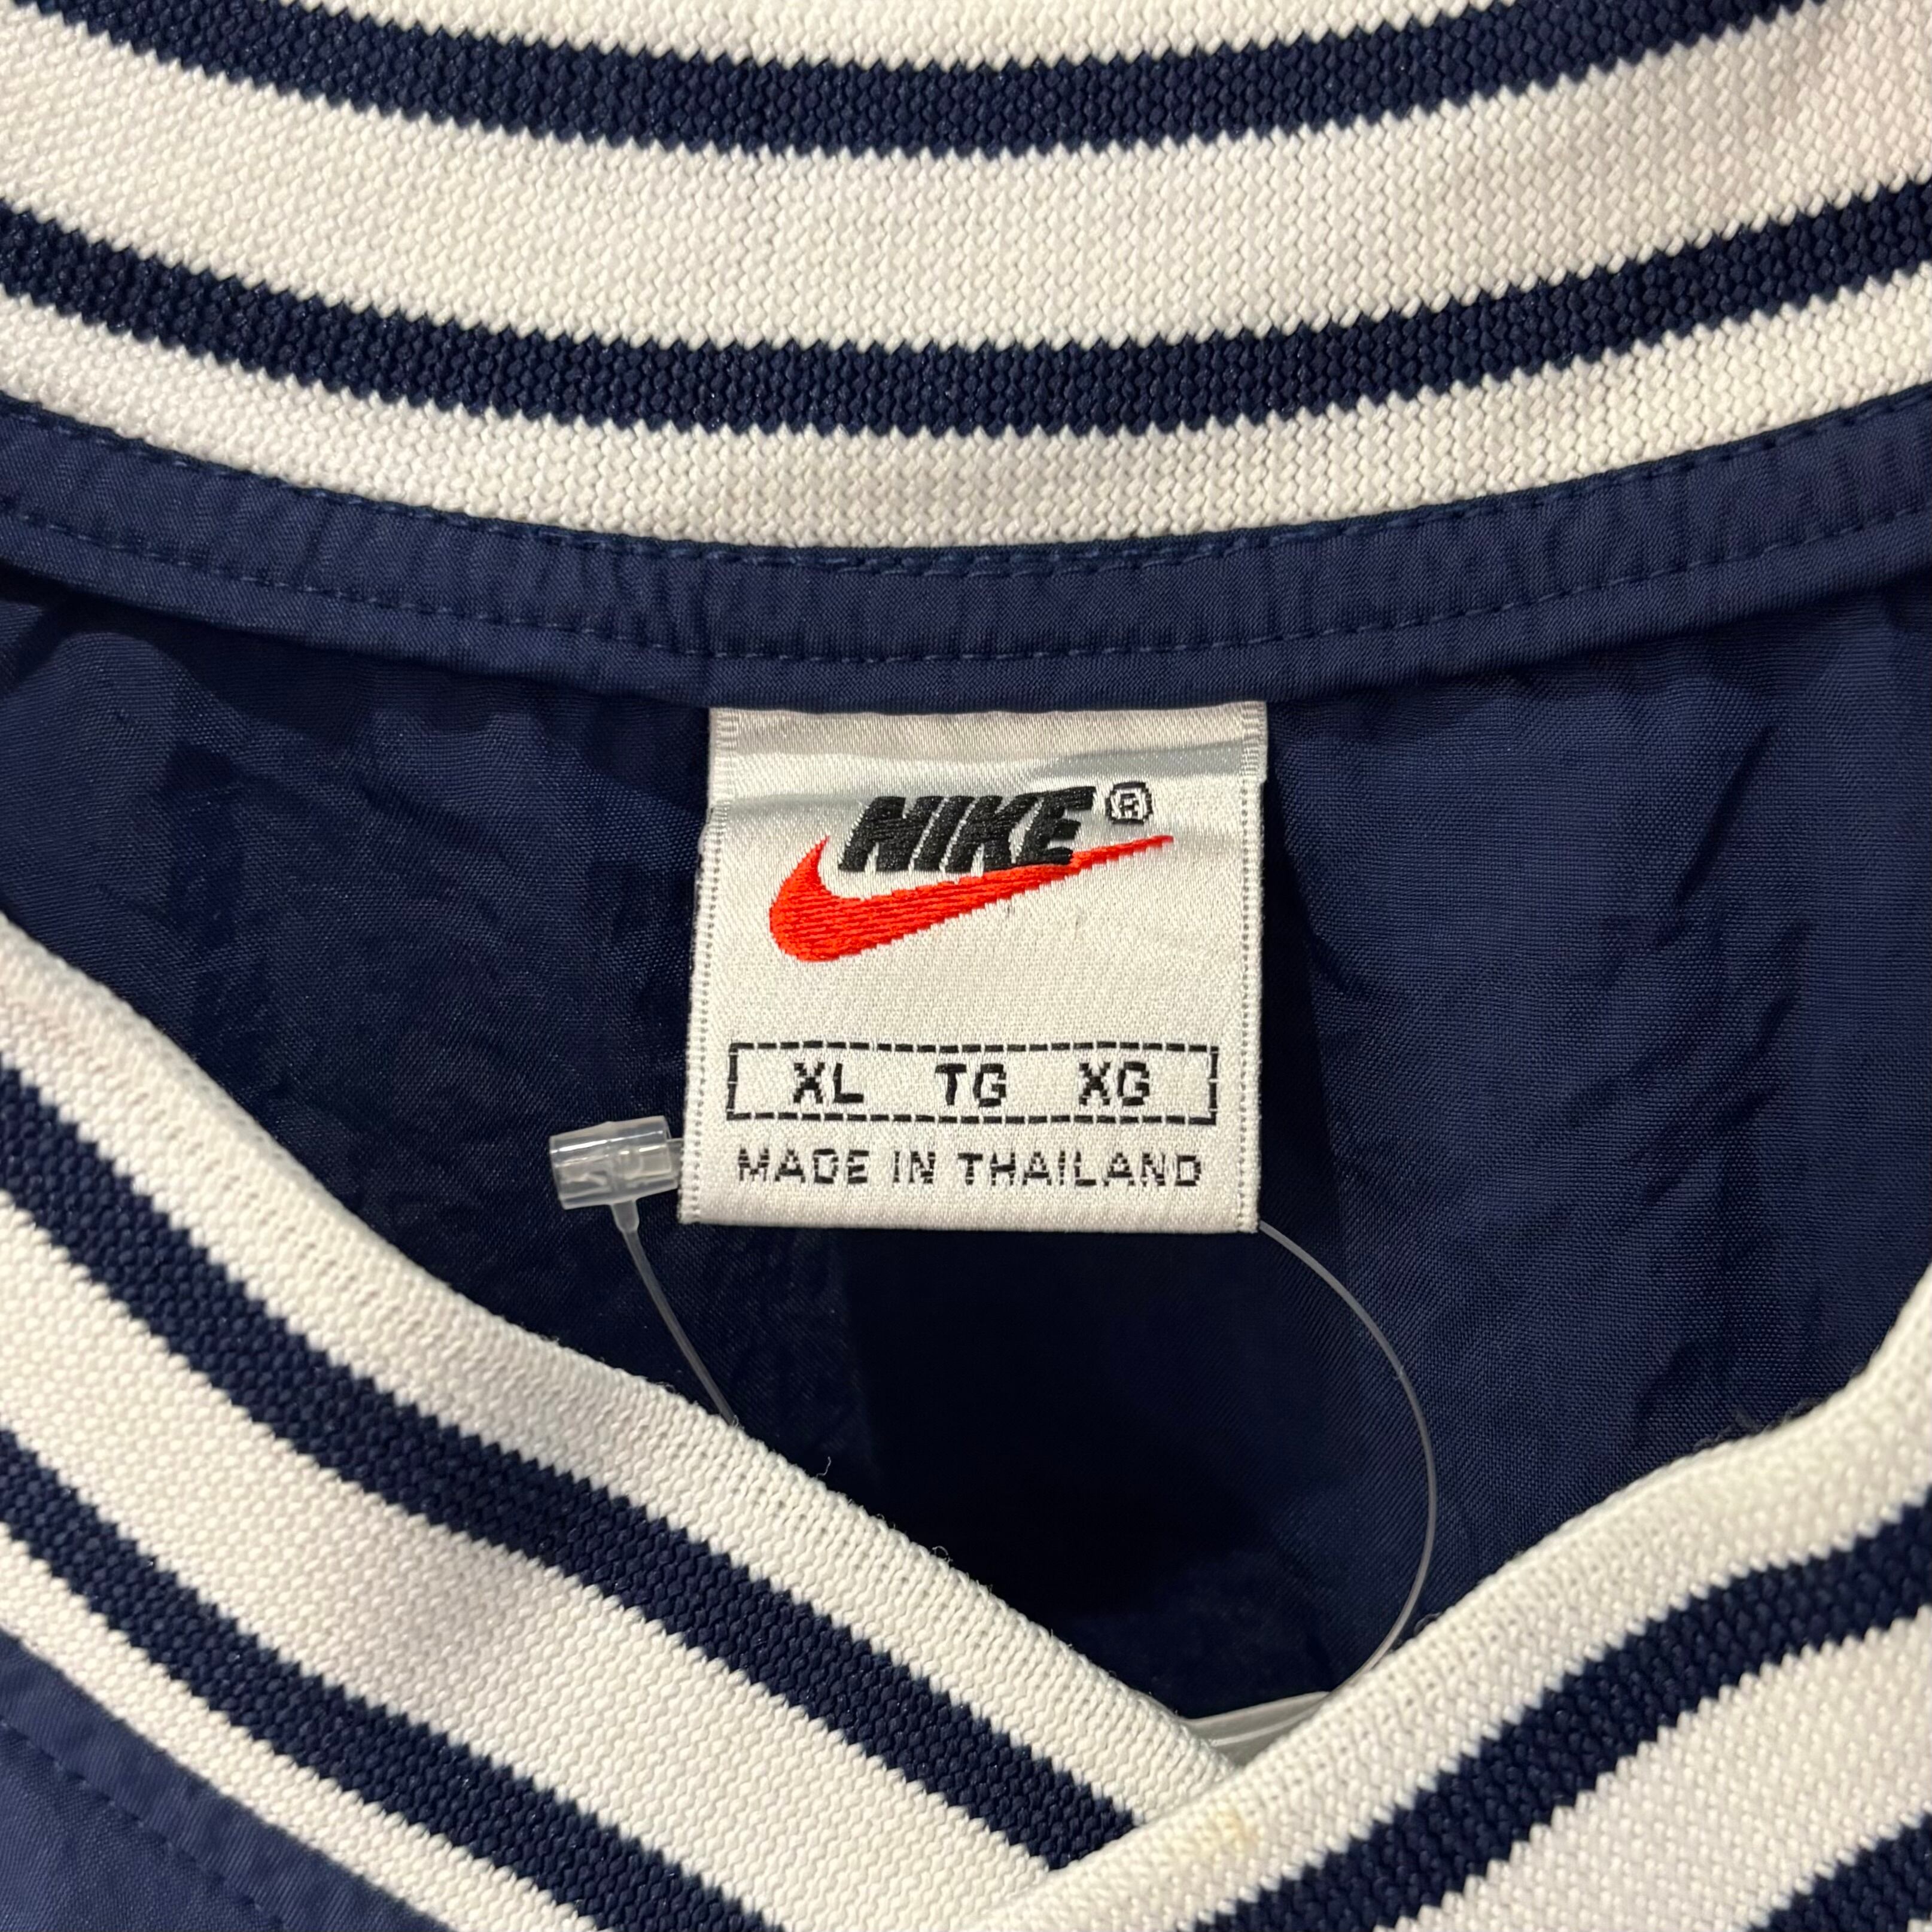 NIKE®
XL TG XG
MADE IN THAILAND